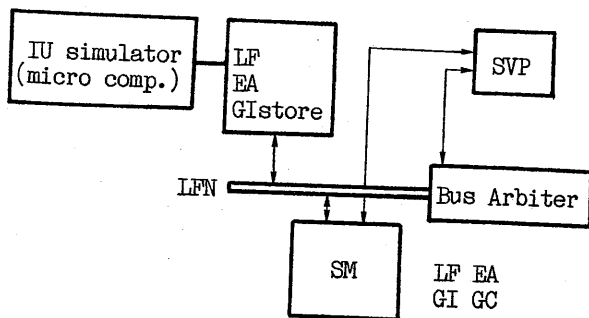 IU simulator
(micro comp.)
LF
EA
GIstore
SVP
LFN
Bus Arbiter
SM
LF EA
GI GC